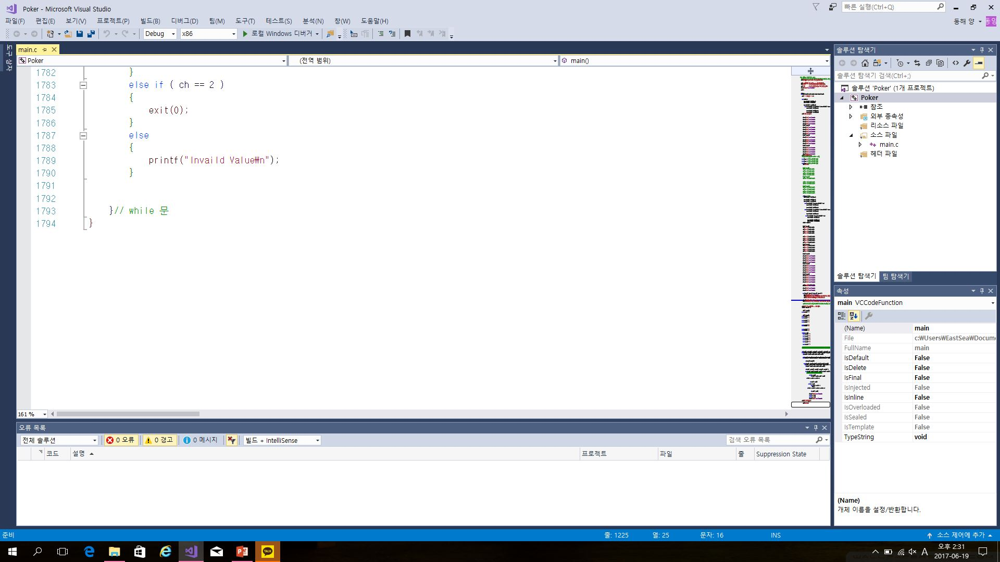 Poker - Microsoft Visual Studio
빠른 실행(Ctrl+Q)
파일(F) 편집(E) 보기(V) 프로젝트(P) 빌드(B) 디버그(D) 팀(M) 도구(T) 테스트(S) 분석(N) 창(W) 도움말(H)
동해 양
Debug x86 로컬 Windows 디버거
도구 상자
main.c
Poker (전역 범위) main()
1782 }
1783 else if ( ch == 2 )
1784 {
1785 exit(0);
1786 }
1787 else
1788 {
1789 printf("Invaild Value₩n");
1790 }
1791
1792
1793 }// while 문
1794 }
161 %
솔루션 탐색기
솔루션 탐색기 검색(Ctrl+;)
솔루션 'Poker' (1개 프로젝트)
Poker
참조
외부 종속성
리소스 파일
소스 파일
main.c
헤더 파일
솔루션 탐색기 팀 탐색기
속성
main VCCodeFunction
(Name) main
File c:₩Users₩EastSea₩Docume
FullName main
IsDefault False
IsDelete False
IsFinal False
IsInjected False
IsInline False
IsOverloaded False
IsSealed False
IsTemplate False
TypeString void
(Name)
개체 이름을 설정/반환합니다.
오류 목록
전체 솔루션 0 오류 0 경고 0 메시지 빌드 + IntelliSense 검색 오류 목록
코드 설명 프로젝트 파일 줄 Suppression State
준비 줄: 1225 열: 25 문자: 16 INS 소스 제어에 추가
TALK
A 오후 2:31
2017-06-19